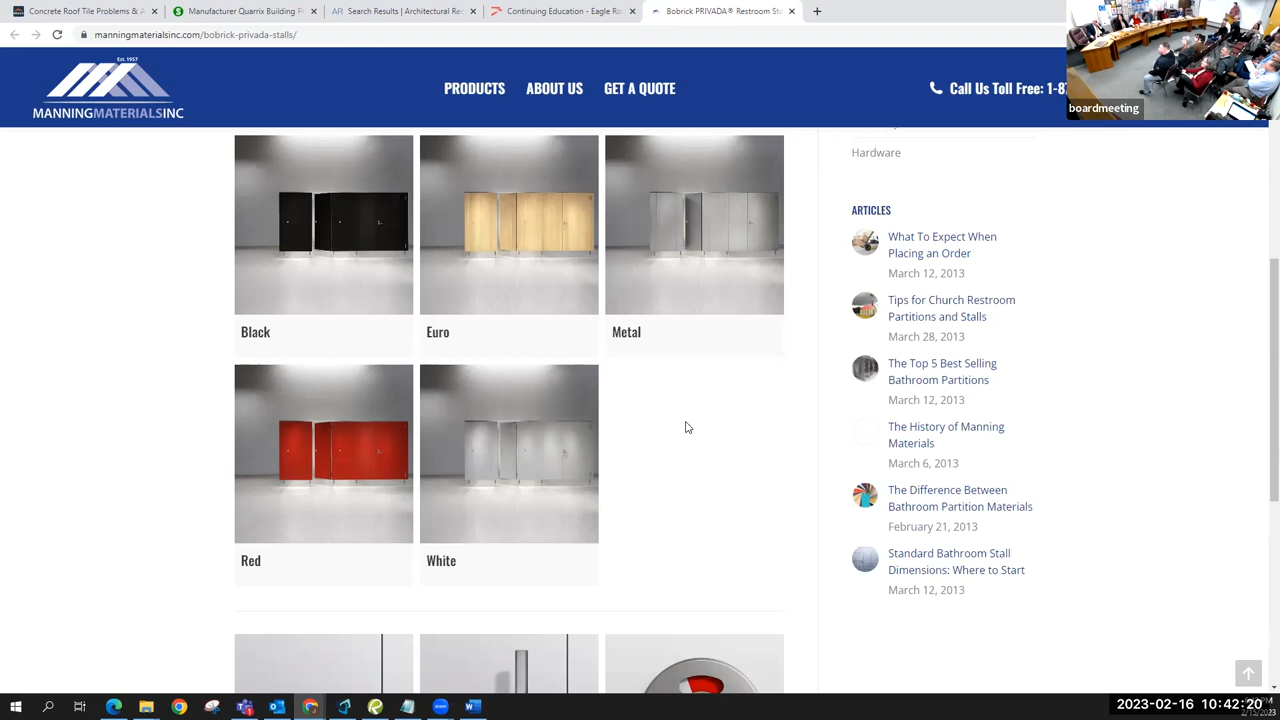 Concrete Roof Tile Problems & A
Manufacturer Quarrix Building P
AR Search Results | Architectural Rec
Continuing Education - Eagle Ro
Bobrick PRIVADA® Restroom Sta
manningmaterialsinc.com/bobrick-privada-stalls/
Est. 1957
MANNINGMATERIALSINC
PRODUCTS ABOUT US GET A QUOTE
Call Us Toll Free: 1-8
boardmeeting
Black
Euro
Metal
Red
White
Hardware
ARTICLES
What To Expect When
Placing an Order
March 12, 2013
Tips for Church Restroom
Partitions and Stalls
March 28, 2013
The Top 5 Best Selling
Bathroom Partitions
March 12, 2013
The History of Manning
Materials
March 6, 2013
The Difference Between
Bathroom Partition Materials
February 21, 2013
Standard Bathroom Stall
Dimensions: Where to Start
March 12, 2013
2023-02-16 10:42:20